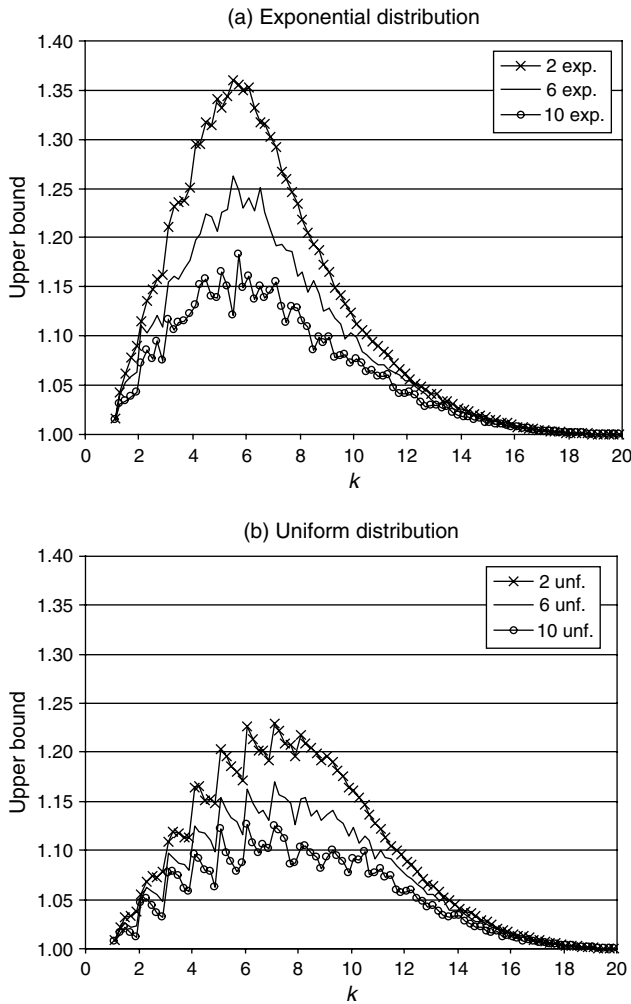 (a) Exponential distribution
1.40
1.35
1.30
1.25
1.20
1.15
1.10
1.05
1.00
Upper bound
2 exp.
6 exp.
10 exp.
0 2 4 6 8 10 12 14 16 18 20
k
(b) Uniform distribution
1.40
1.35
1.30
1.25
1.20
1.15
1.10
1.05
1.00
Upper bound
2 unf.
6 unf.
10 unf.
0 2 4 6 8 10 12 14 16 18 20
k